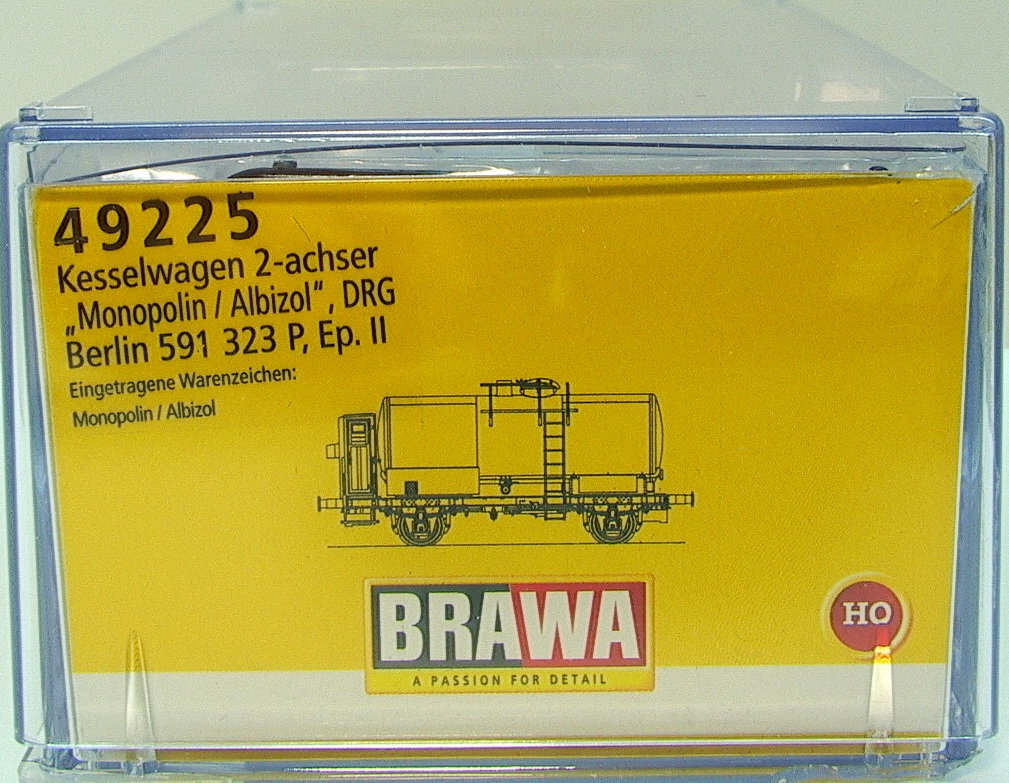 49225
Kesselwagen 2-achser
„Monopolin / Albizol“, DRG
Berlin 591 323 P, Ep. II
Eingetragene Warenzeichen:
Monopolin / Albizol
BRAWA
A PASSION FOR DETAIL
HO